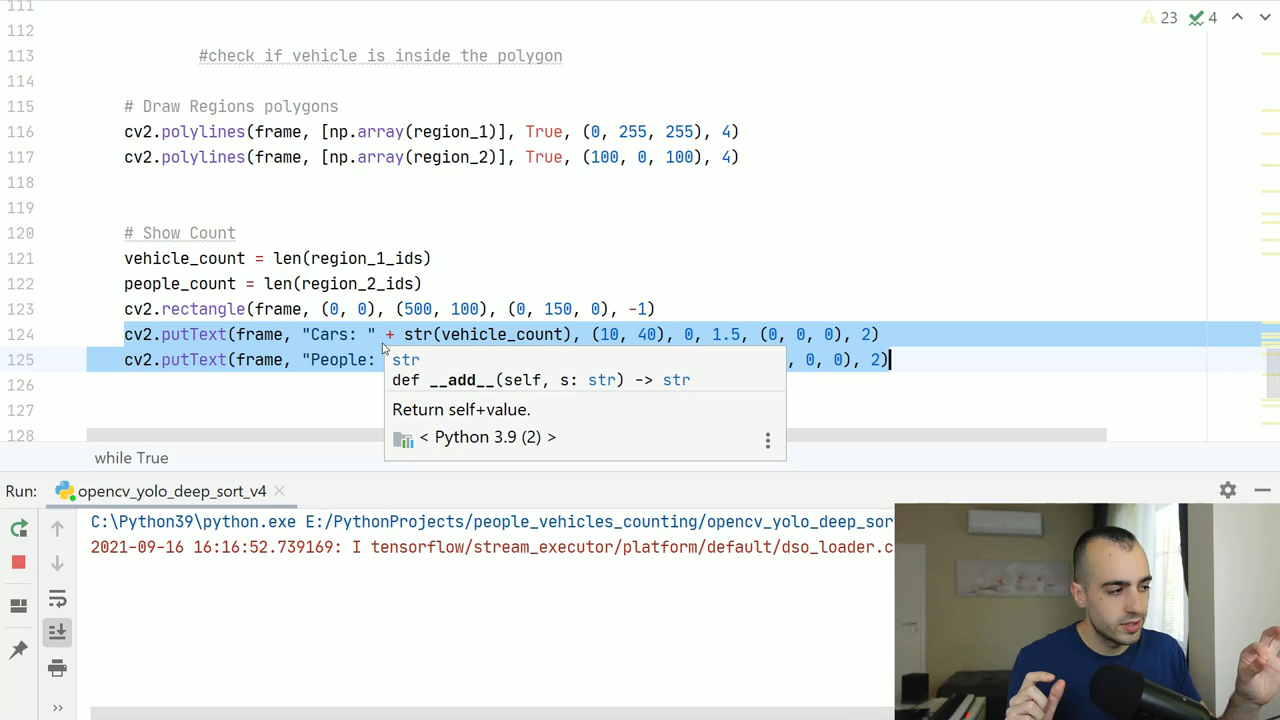 111
112
23 4
113 #check if vehicle is inside the polygon
114
115 # Draw Regions polygons
116 cv2.polylines(frame, [np.array(region_1)], True, (0, 255, 255), 4)
117 cv2.polylines(frame, [np.array(region_2)], True, (100, 0, 100), 4)
118
119
120 # Show Count
121 vehicle_count = len(region_1_ids)
122 people_count = len(region_2_ids)
123 cv2.rectangle(frame, (0, 0), (500, 100), (0, 150, 0), -1)
124 cv2.putText(frame, "Cars: " + str(vehicle_count), (10, 40), 0, 1.5, (0, 0, 0), 2)
125 cv2.putText(frame, "People: , 0, 0), 2)
str
def __add__(self, s: str) -> str
Return self+value.
< Python 3.9 (2) >
126
127
128
while True
Run: opencv_yolo_deep_sort_v4
C:\Python39\python.exe E:/PythonProjects/people_vehicles_counting/opencv_yolo_deep_sor
2021-09-16 16:16:52.739169: I tensorflow/stream_executor/platform/default/dso_loader.c